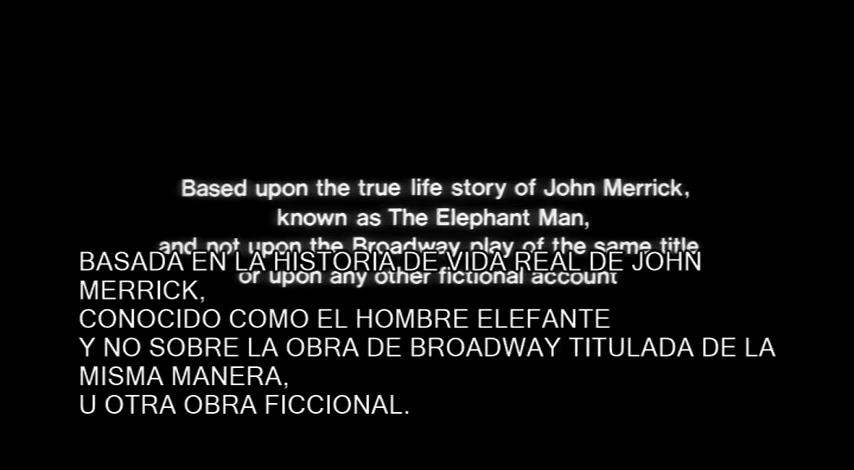 Based upon the true life story of John Merrick,
known as The Elephant Man,
and not upon the Broadway play of the same title
or upon any other fictional account
BASADA EN LA HISTORIA DE VIDA REAL DE JOHN
MERRICK,
CONOCIDO COMO EL HOMBRE ELEFANTE
Y NO SOBRE LA OBRA DE BROADWAY TITULADA DE LA
MISMA MANERA,
U OTRA OBRA FICCIONAL.